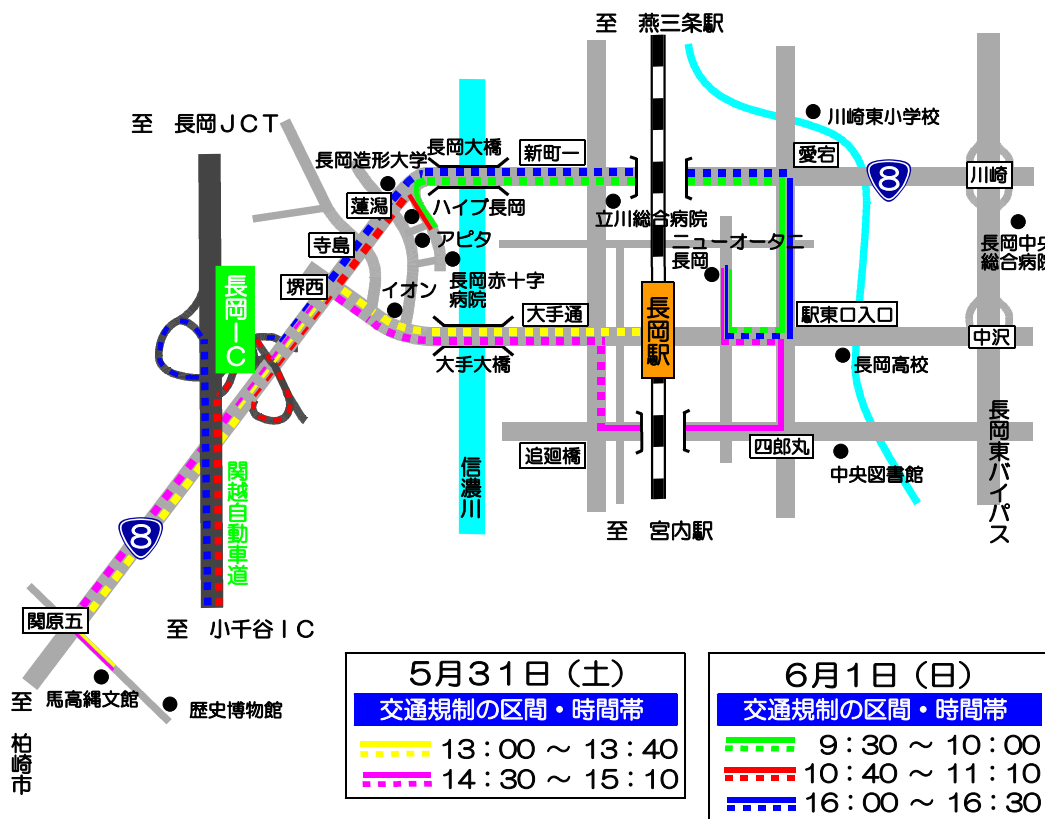 至 燕三条駅
至 長岡JCT
川崎東小学校
長岡大橋
新町一
愛宕
長岡造形大学
8
川崎
蓮潟
ハイブ長岡
立川総合病院
寺島
アピタ
ニューオータニ
長岡
長岡中央
総合病院
長岡赤十字
病院
堺西
イオン
大手通
駅東口入口
長岡IC
長岡駅
中沢
大手大橋
長岡高校
長岡東バイパス
追廻橋
四郎丸
信濃川
中央図書館
関越自動車道
8
至 宮内駅
関原五
至 小千谷IC
馬高縄文館
歴史博物館
至 柏崎市
5月31日(土)
交通規制の区間・時間帯
13:00 ~ 13:40
14:30 ~ 15:10
6月1日(日)
交通規制の区間・時間帯
9:30 ~ 10:00
10:40 ~ 11:10
16:00 ~ 16:30